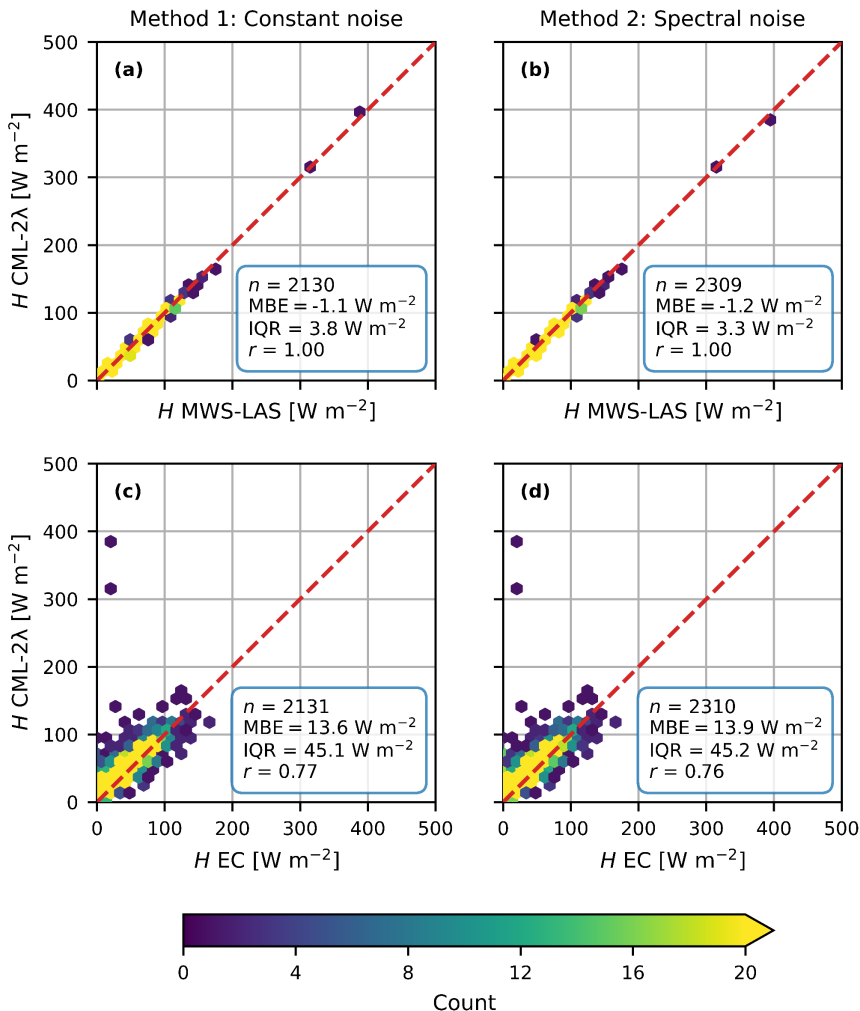 Method 1: Constant noise
Method 2: Spectral noise
500
400
300
200
100
0
H CML-2λ [W m⁻²]
(a)
n = 2130
MBE = -1.1 W m⁻²
IQR = 3.8 W m⁻²
r = 1.00
H MWS-LAS [W m⁻²]
(b)
n = 2309
MBE = -1.2 W m⁻²
IQR = 3.3 W m⁻²
r = 1.00
H MWS-LAS [W m⁻²]
500
400
300
200
100
0
H CML-2λ [W m⁻²]
(c)
n = 2131
MBE = 13.6 W m⁻²
IQR = 45.1 W m⁻²
r = 0.77
0 100 200 300 400 500
H EC [W m⁻²]
(d)
n = 2310
MBE = 13.9 W m⁻²
IQR = 45.2 W m⁻²
r = 0.76
0 100 200 300 400 500
H EC [W m⁻²]
0 4 8 12 16 20
Count